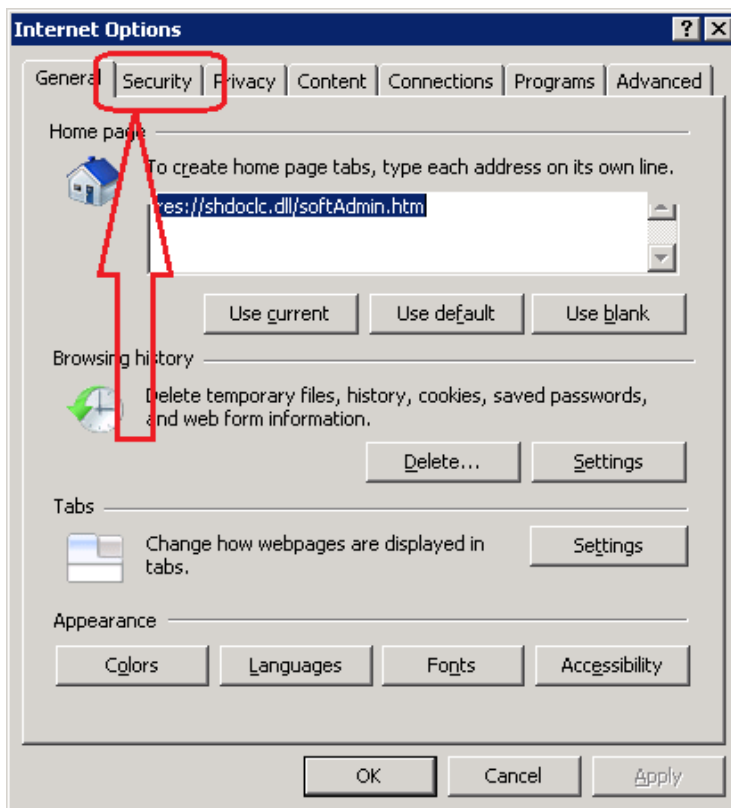 Internet Options
General Security Privacy Content Connections Programs Advanced
Home page
To create home page tabs, type each address on its own line.
res://shdoclc.dll/softAdmin.htm
Use current Use default Use blank
Browsing history
Delete temporary files, history, cookies, saved passwords,
and web form information.
Delete... Settings
Tabs
Change how webpages are displayed in
tabs.
Settings
Appearance
Colors Languages Fonts Accessibility
OK Cancel Apply